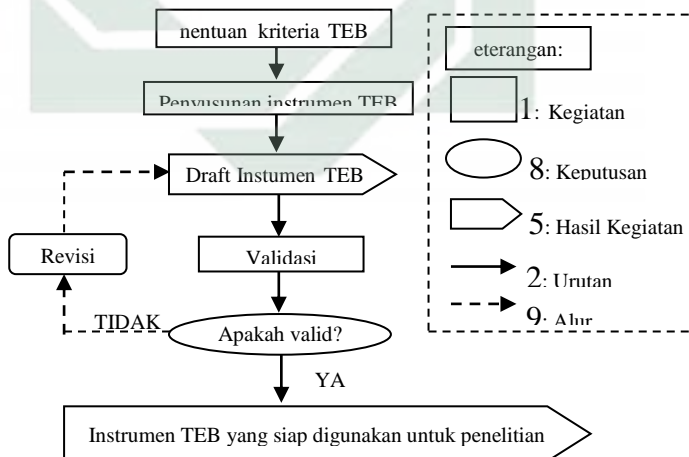 nentuan kriteria TEB
Penyusunan instrumen TEB
Draft Instumen TEB
Revisi
Validasi
TIDAK
Apakah valid?
YA
Instrumen TEB yang siap digunakan untuk penelitian
eterangan:
1: Kegiatan
8: Keputusan
5: Hasil Kegiatan
2: Urutan
9: Alur